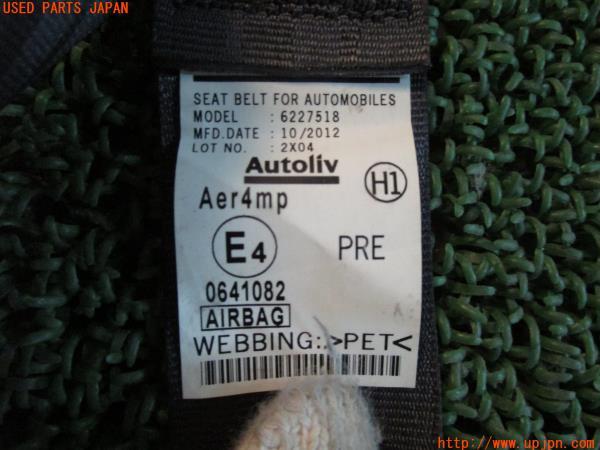 USED PARTS JAPAN
SEAT BELT FOR AUTOMOBILES
MODEL : 6227518
MFD.DATE : 10/2012
LOT NO. : 2X04
Autoliv
H1
Aer4mp
E4
PRE
0641082
AIRBAG
WEBBING:>PET<
http://www.upjpn.com